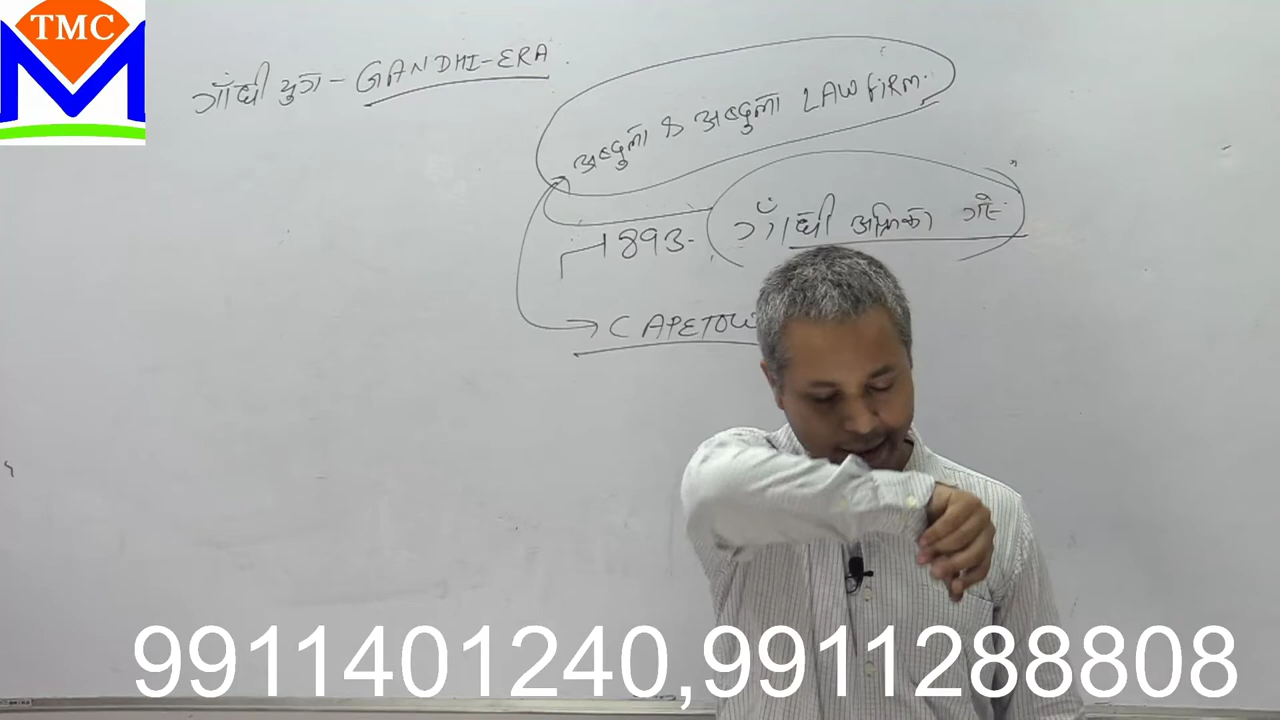 TMC
गाँधी युग - GANDHI-ERA.
अब्दुला & अब्दुला LAW FIRM.
1893- गाँधी अफ्रिका गए
CAPETOW
9911401240,9911288808